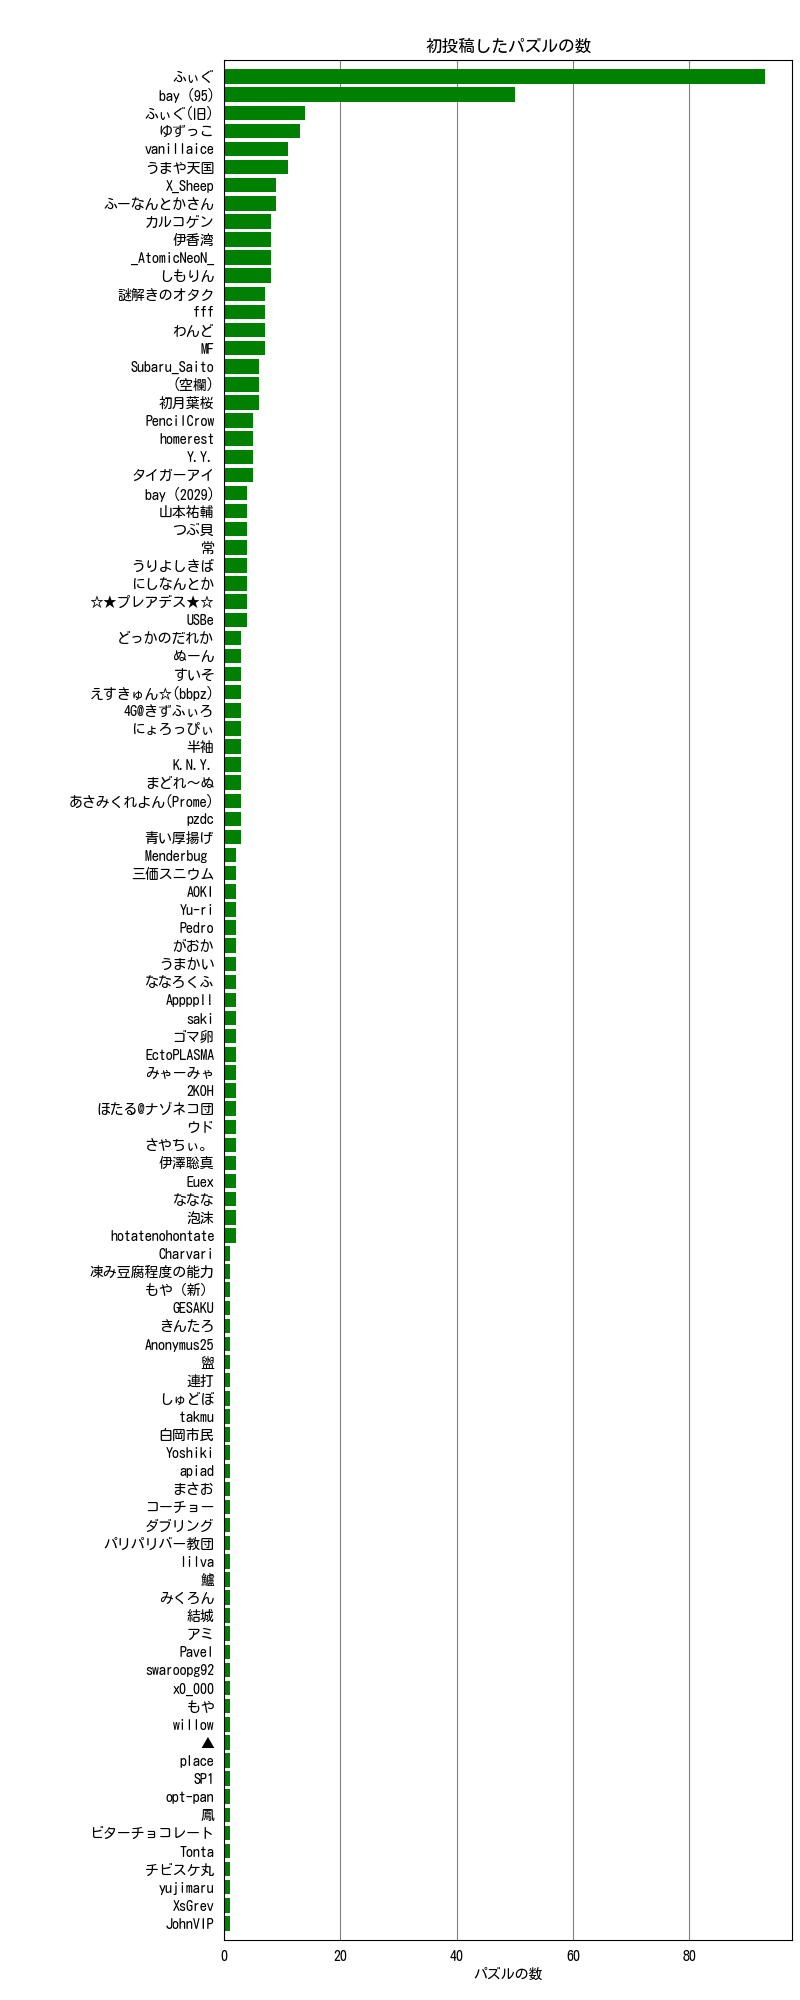 初投稿したパズルの数
ふぃぐ
bay (95)
ふぃぐ(旧)
ゆずっこ
vanillaice
うまや天国
X_Sheep
ふーなんとかさん
カルコゲン
伊香湾
_AtomicNeoN_
しもりん
謎解きのオタク
fff
わんど
MF
Subaru_Saito
(空欄)
初月葉桜
PencilCrow
homerest
Y.Y.
タイガーアイ
bay (2029)
山本祐輔
つぶ貝
常
うりよしきば
にしなんとか
☆★プレアデス★☆
USBe
どっかのだれか
ぬーん
すいそ
えすきゅん☆(bbpz)
4G@きずふぃろ
にょろっぴぃ
半袖
K.N.Y.
まどれ～ぬ
あさみくれよん(Prome)
pzdc
青い厚揚げ
Menderbug
三価スニウム
AOKI
Yu-ri
Pedro
がおか
うまかい
ななろくふ
Appppll
saki
ゴマ卵
EctoPLASMA
みゃーみゃ
2KOH
ほたる@ナゾネコ団
ウド
さやちぃ。
伊澤聡真
Euex
ななな
泡沫
hotatenohontate
Charvari
凍み豆腐程度の能力
もや（新）
GESAKU
きんたろ
Anonymus25
連打
しゅどぼ
takmu
白岡市民
Yoshiki
apiad
まさお
コーチョー
ダブリング
パリパリバー教団
lilva
鱸
みくろん
結城
アミ
Pavel
swaroopg92
x0_000
もや
willow
▲
place
SP1
opt-pan
鳳
ビターチョコレート
Tonta
チビスケ丸
yujimaru
XsGrev
JohnVIP
0 20 40 60 80
パズルの数